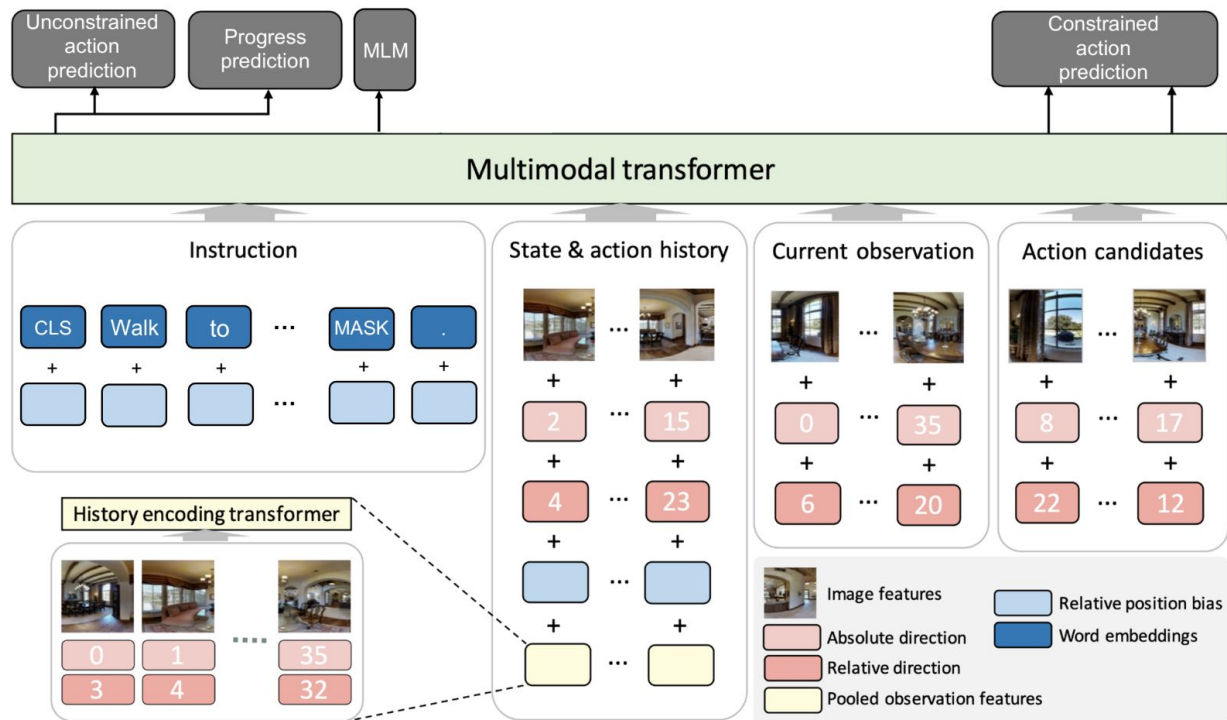 Unconstrained
action
prediction
Progress
prediction
MLM
Constrained
action
prediction
Multimodal transformer
Instruction
CLS Walk to ... MASK .
+ + + + +
...
State & action history
...
+ +
2 ... 15
+ +
4 ... 23
+ +
...
+ +
...
Current observation
...
+ +
0 ... 35
+ +
6 ... 20
Action candidates
...
+ +
8 ... 17
+ +
22 ... 12
History encoding transformer
....
0 1 35
3 4 32
Image features
Absolute direction
Relative direction
Pooled observation features
Relative position bias
Word embeddings